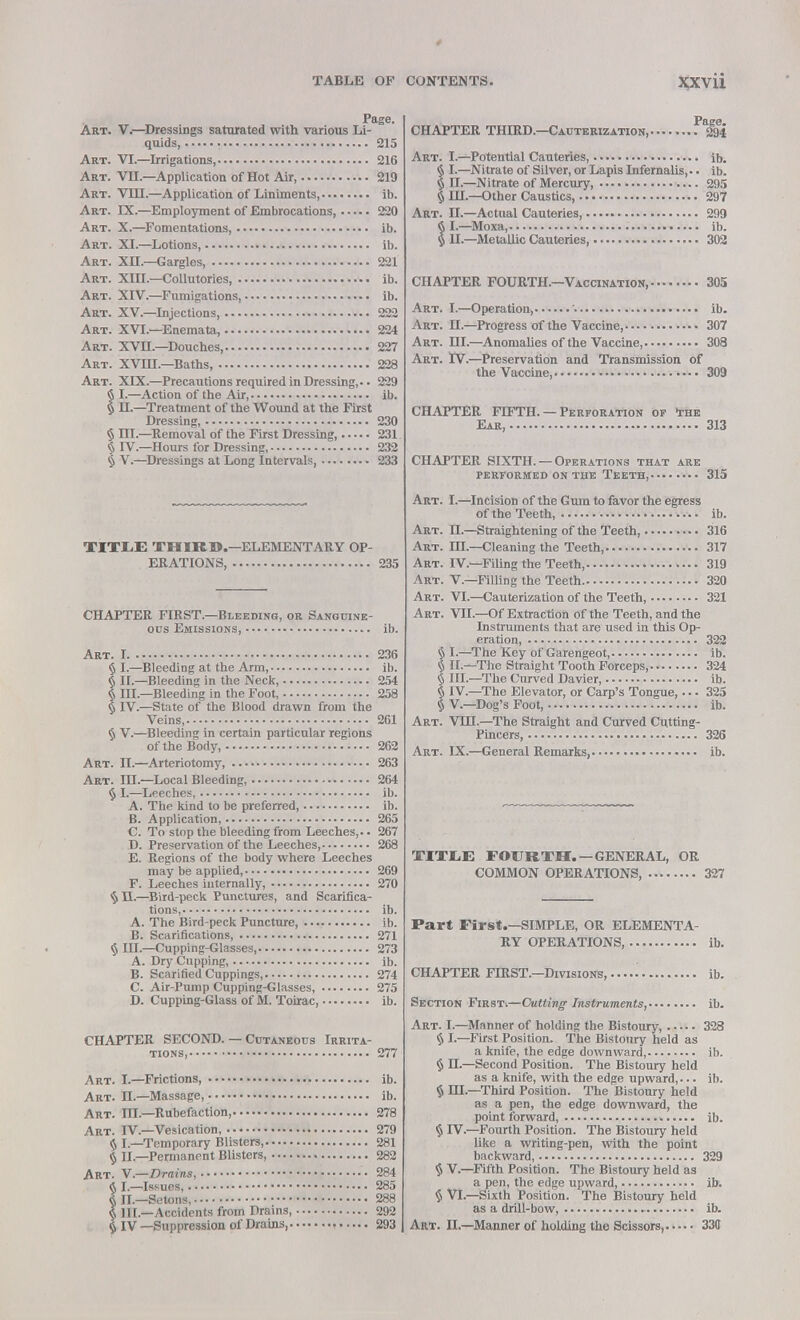 TABLE OF CONTENTS. xxvii
Page.
Art. V.—Dressings saturated with various Li-
quids, 215
Art. VI.—Irrigations, 216
Art. VII.—Application of Hot Air, 219
Art. VIII.—Application of Liniments, ib.
Art. IX.—Employment of Embrocations, 220
Art. X.—Fomentations, ib.
Art. XI.—Lotions, ib.
Art. XII.—Gargles, 221
Art. XIII.—Collutories, ib.
Art. XIV.—Fumigations, ib.
Art. XV.—Injections, 222
Art. XVI.—Enemata, 224
Art. XVII.—Douches, 227
Art. XVIII.—Baths, 228
Art. XIX.—Precautions required in Dressing, 229
§ I.—Action of the Air, ib.
§ II.—Treatment of the Wound at the First
Dressing, 230
§ III.—Removal of the First Dressing, 231
§ IV.—Hours for Dressing, 232
§ V.—Dressings at Long Intervals, 233
TITLE THIRD.—ELEMENTARY OP-
ERATIONS, 235
CHAPTER FIRST.—Bleeding, or Sanguine-
ous Emissions, ib.
Art. I. 236
§ I.—Bleeding at the Arm, ib.
§ II.—Bleeding in the Neck, 254
§ III.—Bleeding in the Foot, 258
§ IV.—State of the Blood drawn from the
Veins, 261
§ V.—Bleeding in certain particular regions
of the Body, 262
Art. II.—Arteriotomy, 263
Art. III.—Local Bleeding, 264
§ I.—Leeches, ib.
A. The kind to be preferred, ib.
B. Application, 265
C. To stop the bleeding from Leeches, 267
D. Preservation of the Leeches, 268
E. Regions of the body where Leeches
may be applied, 269
F. Leeches internally, 270
§ II.—Bird-peck Punctures, and Scarifica-
tions, ib.
A. The Bird-peck Puncture, ib.
B. Scarifications, 271
§ III.—Cupping-Glasses, 273
A. Dry Cupping, ib.
B. Scarified Cuppings, 274
C. Air-Pump Cupping-Glasses, 275
D. Cupping-Glass of M. Toirac, ib.
CHAPTER SECOND.—Cutaneous Irrita-
tions, 277
Art. I.—Frictions, ib.
Art. II.—Massage, ib.
Art. III.—Rubefaction, 278
Art. IV.—Vesication, 279
§ I.—Temporary Blisters, 281
§ II.—Permanent Blisters, 282
Art. V.—Drains, 284
§ I.—Issues, 285
§ II.—Setons, 288
§ III.—Accidents from Drains, 292
§ IV—Suppression of Drains, 293
Page.
CHAPTER THIRD.—Cauterization, 294
Art. I.—Potential Cauteries, ib.
§ I.—Nitrate of Silver, or Lapis Infernalis, ib.
§ II.—Nitrate of Mercury, 295
§ III.—Other Caustics, 297
Art. II.—Actual Cauteries, 299
§ I.—Moxa, ib.
§ II.—Metallic Cauteries, 302
CHAPTER FOURTH.—Vaccination, 305
Art. I.—Operation, ib.
Art. II.—Progress of the Vaccine, 307
Art. III.—Anomalies of the Vaccine, 308
Art. IV.—Preservation and Transmission of
the Vaccine, 309
CHAPTER FIFTH.—Perforation of the
Ear, 313
CHAPTER SIXTH.—Operations that are
performed on the Teeth, 315
Art. I.—Incision of the Gum to favor the egress
of the Teeth, ib.
Art. II.—Straightening of the Teeth, 316
Art. III.—Cleaning the Teeth, 317
Art. IV.—Filing the Teeth, 319
Art. V.—Filling the Teeth 320
Art. VI.—Cauterization of the Teeth, 321
Art. VII.—Of Extraction of the Teeth, and the
Instruments that are used in this Op-
eration, 322
§ I.—The Key of Garengeot, ib.
§ II.—The Straight Tooth Forceps, 324
§ III.—The Curved Davier, ib.
§ IV.—The Elevator, or Carp's Tongue, 325
§ V.—Dog's Foot, ib.
Art. VIII.—The Straight and Curved Cutting-
Pincers, 326
Art. IX.—General Remarks, ib.
TITLE FOURTH.—GENERAL, OR
COMMON OPERATIONS, 327
Part First.—SIMPLE, OR ELEMENTA-
RY OPERATIONS, ib.
CHAPTER FIRST.—Divisions, ib.
Section First.—Cutting Instruments, ib.
Art. I.—Manner of holding the Bistoury, 328
§ I.—First Position. The Bistoury held as
a knife, the edge downward, ib.
§ II.—Second Position. The Bistoury held
as a knife, with the edge upward, ib.
§ III.—Third Position. The Bistoury held
as a pen, the edge downward, the
point forward, ib.
§ IV.—Fourth Position. The Bistoury held
like a writing-pen, with the point
backward, 329
§ V.—Fifth Position. The Bistoury held as
a pen, the edge upward, ib.
§ VI.—Sixth Position. The Bistoury held
as a drill-bow, ib.
Art. II.—Manner of holding the Scissors, 330